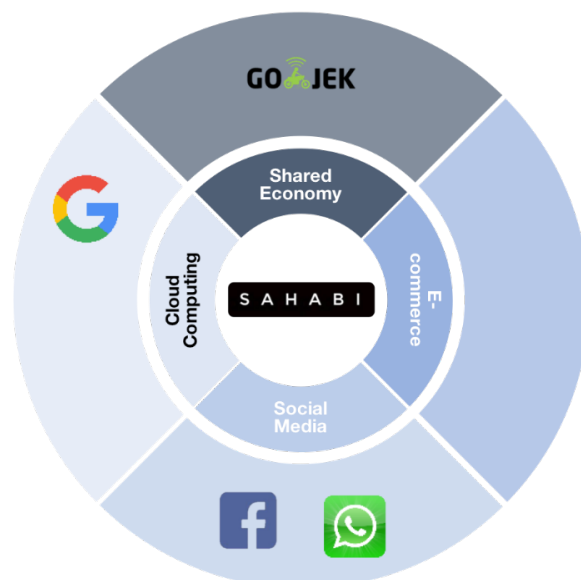 GO JEK
Shared
Economy
G
Cloud
Computing
SAHABI
E-
commerce
Social
Media
f